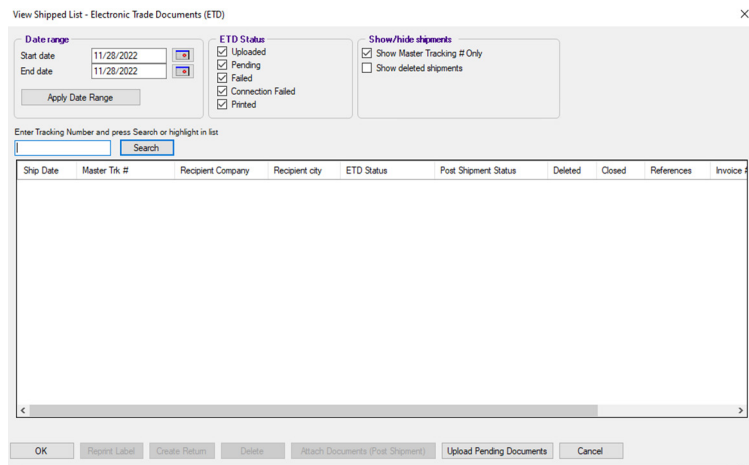 View Shipped List - Electronic Trade Documents (ETD)
Date range
Start date 11/28/2022
End date 11/28/2022
Apply Date Range
ETD Status
Uploaded
Pending
Failed
Connection Failed
Printed
Show/hide shipments
Show Master Tracking # Only
Show deleted shipments
Enter Tracking Number and press Search or highlight in list
Search
Ship Date Master Trk # Recipient Company Recipient city ETD Status Post Shipment Status Deleted Closed References Invoice #
OK Reprint Label Create Return Delete Attach Documents (Post Shipment) Upload Pending Documents Cancel